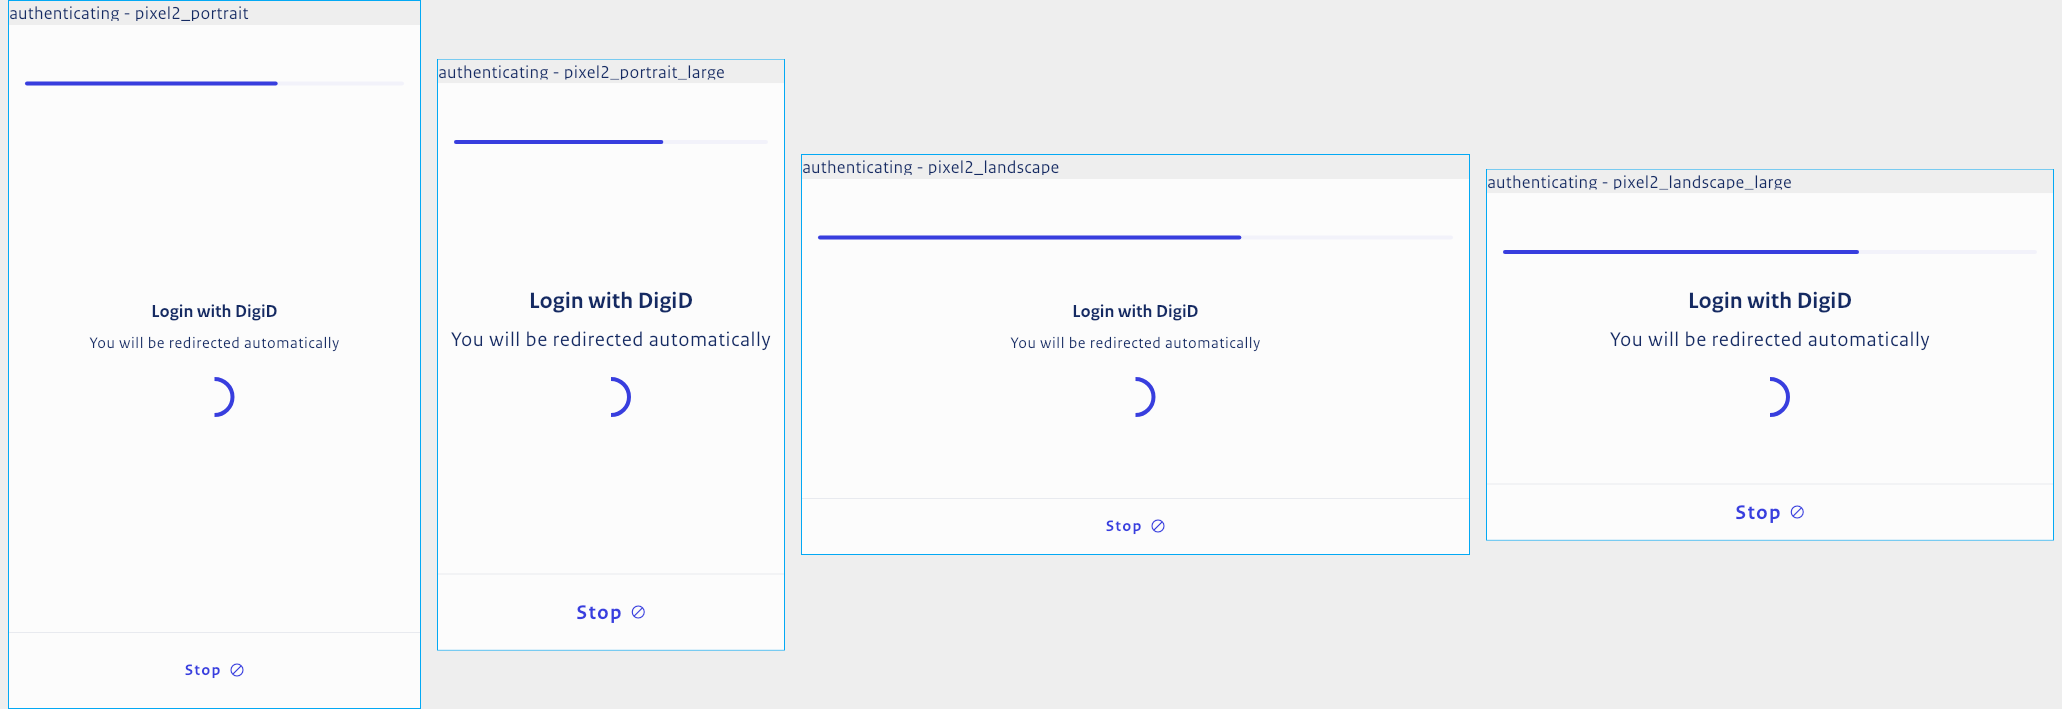 authenticating - pixel2_portrait
Login with DigiD
You will be redirected automatically
Stop
authenticating - pixel2_portrait_large
Login with DigiD
You will be redirected automatically
Stop
authenticating - pixel2_landscape
Login with DigiD
You will be redirected automatically
Stop
authenticating - pixel2_landscape_large
Login with DigiD
You will be redirected automatically
Stop